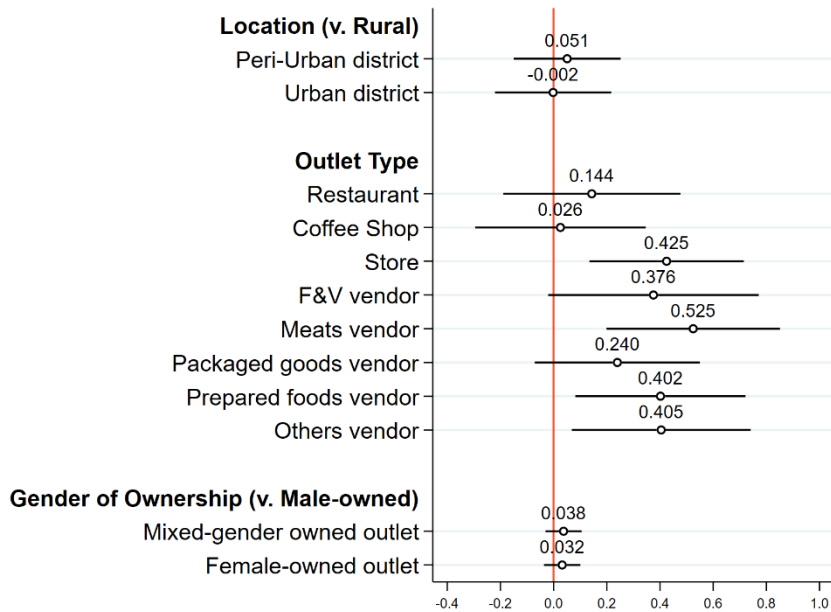 Location (v. Rural)
0.051
Peri-Urban district
-0.002
Urban district
Outlet Type
0.144
Restaurant
0.026
Coffee Shop
0.425
Store
0.376
F&V vendor
0.525
Meats vendor
0.240
Packaged goods vendor
0.402
Prepared foods vendor
0.405
Others vendor
Gender of Ownership (v. Male-owned)
0.038
Mixed-gender owned outlet
0.032
Female-owned outlet
-0.4 -0.2 0.0 0.2 0.4 0.6 0.8 1.0